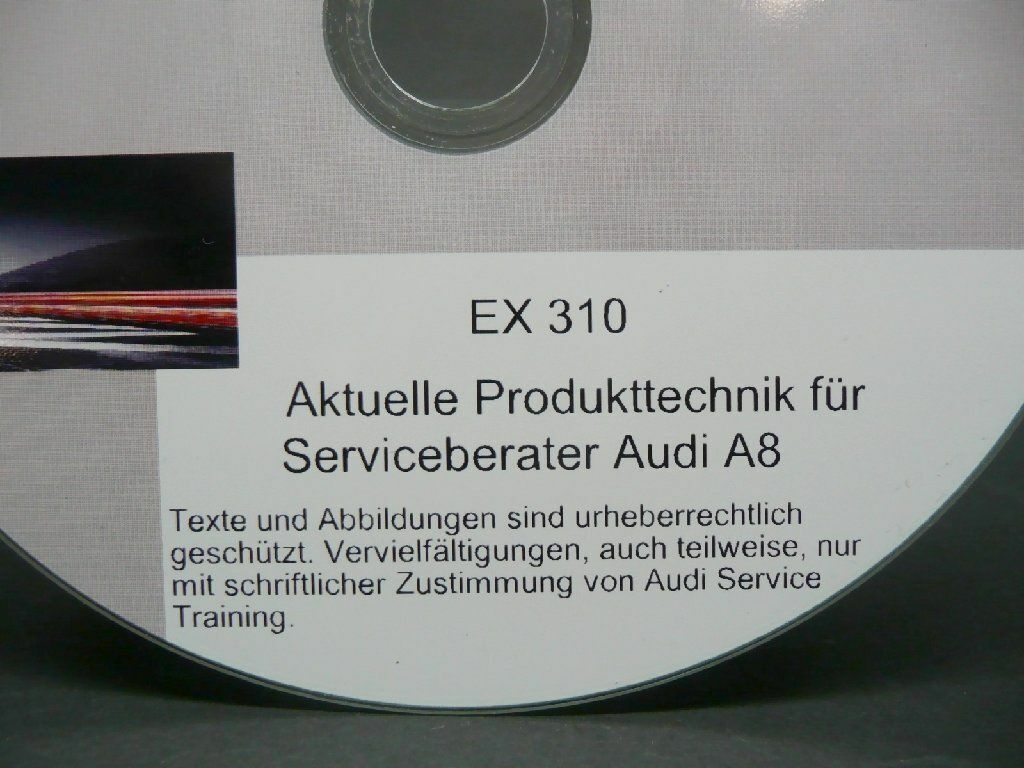 EX 310
Aktuelle Produkttechnik für
Serviceberater Audi A8
Texte und Abbildungen sind urheberrechtlich
geschützt. Vervielfältigungen, auch teilweise, nur
mit schriftlicher Zustimmung von Audi Service
Training.